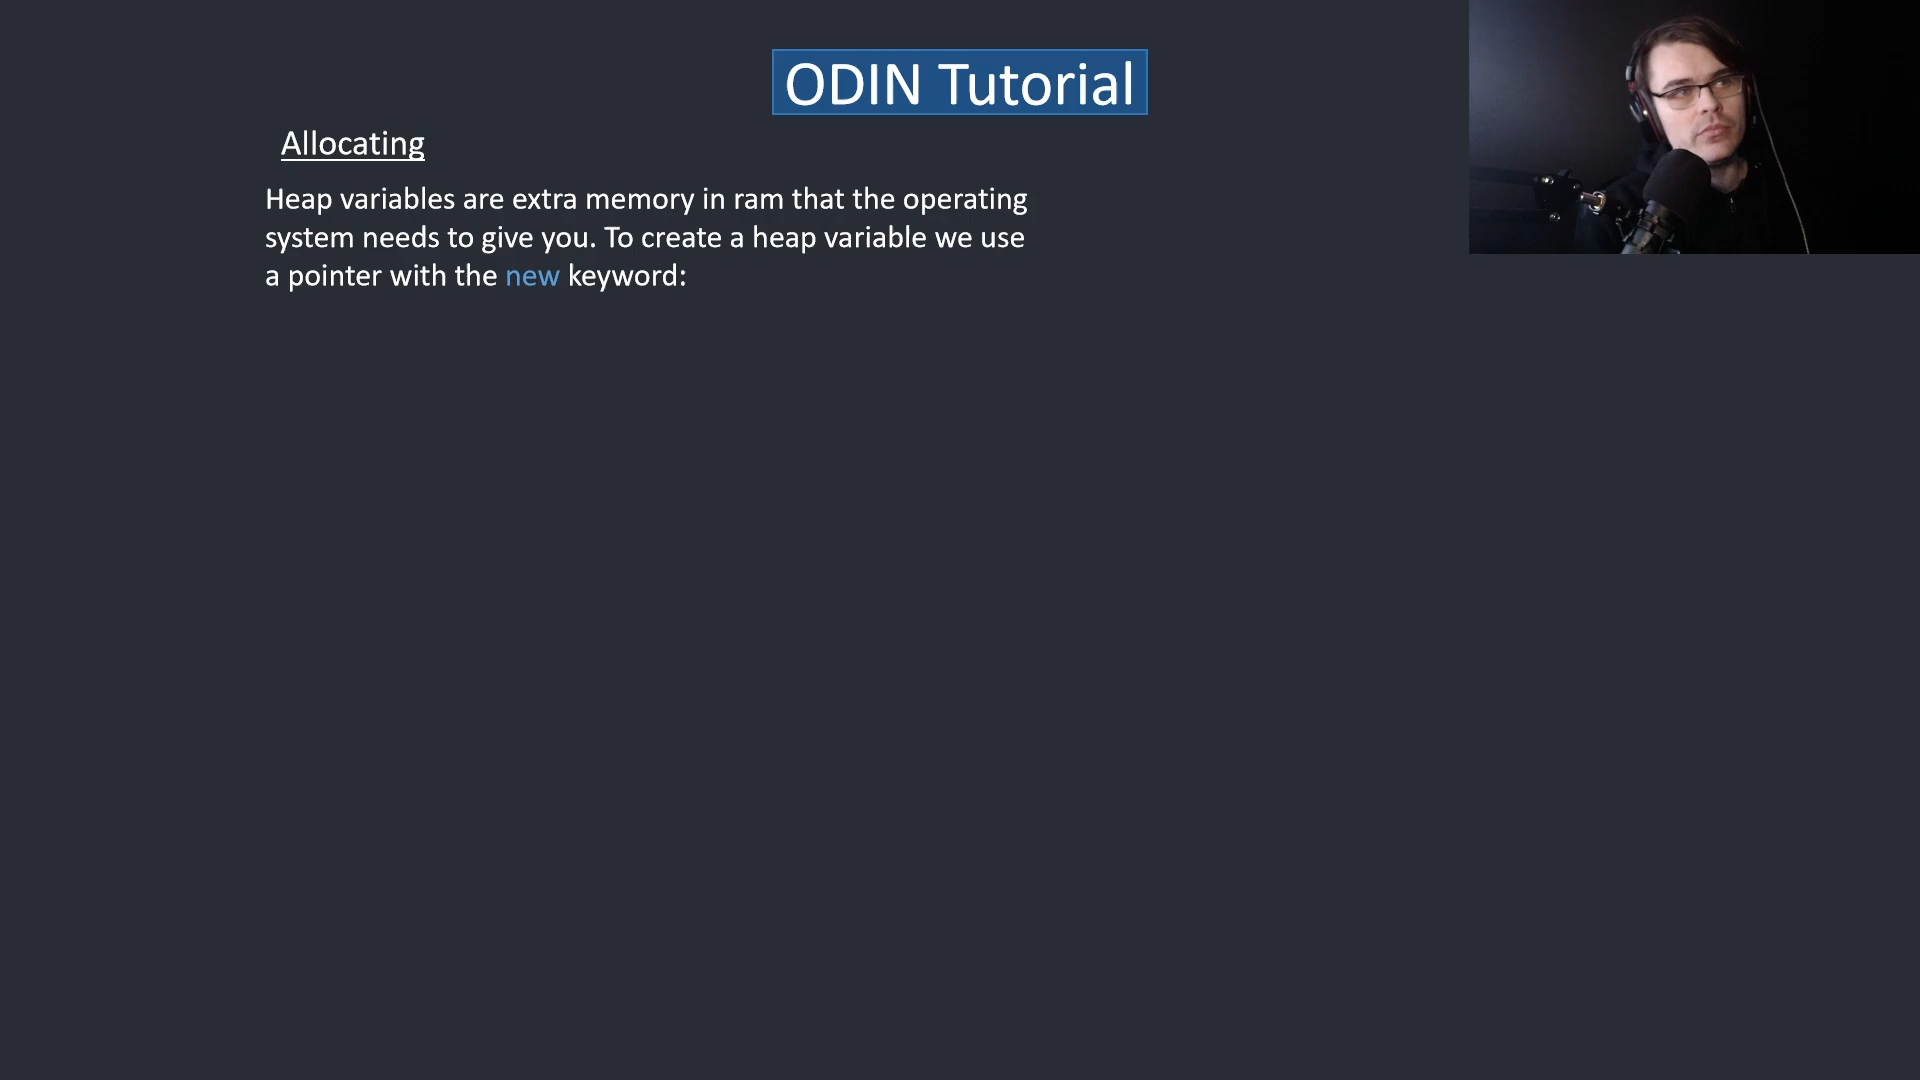 ODIN Tutorial
Allocating
Heap variables are extra memory in ram that the operating
system needs to give you. To create a heap variable we use
a pointer with the new keyword: